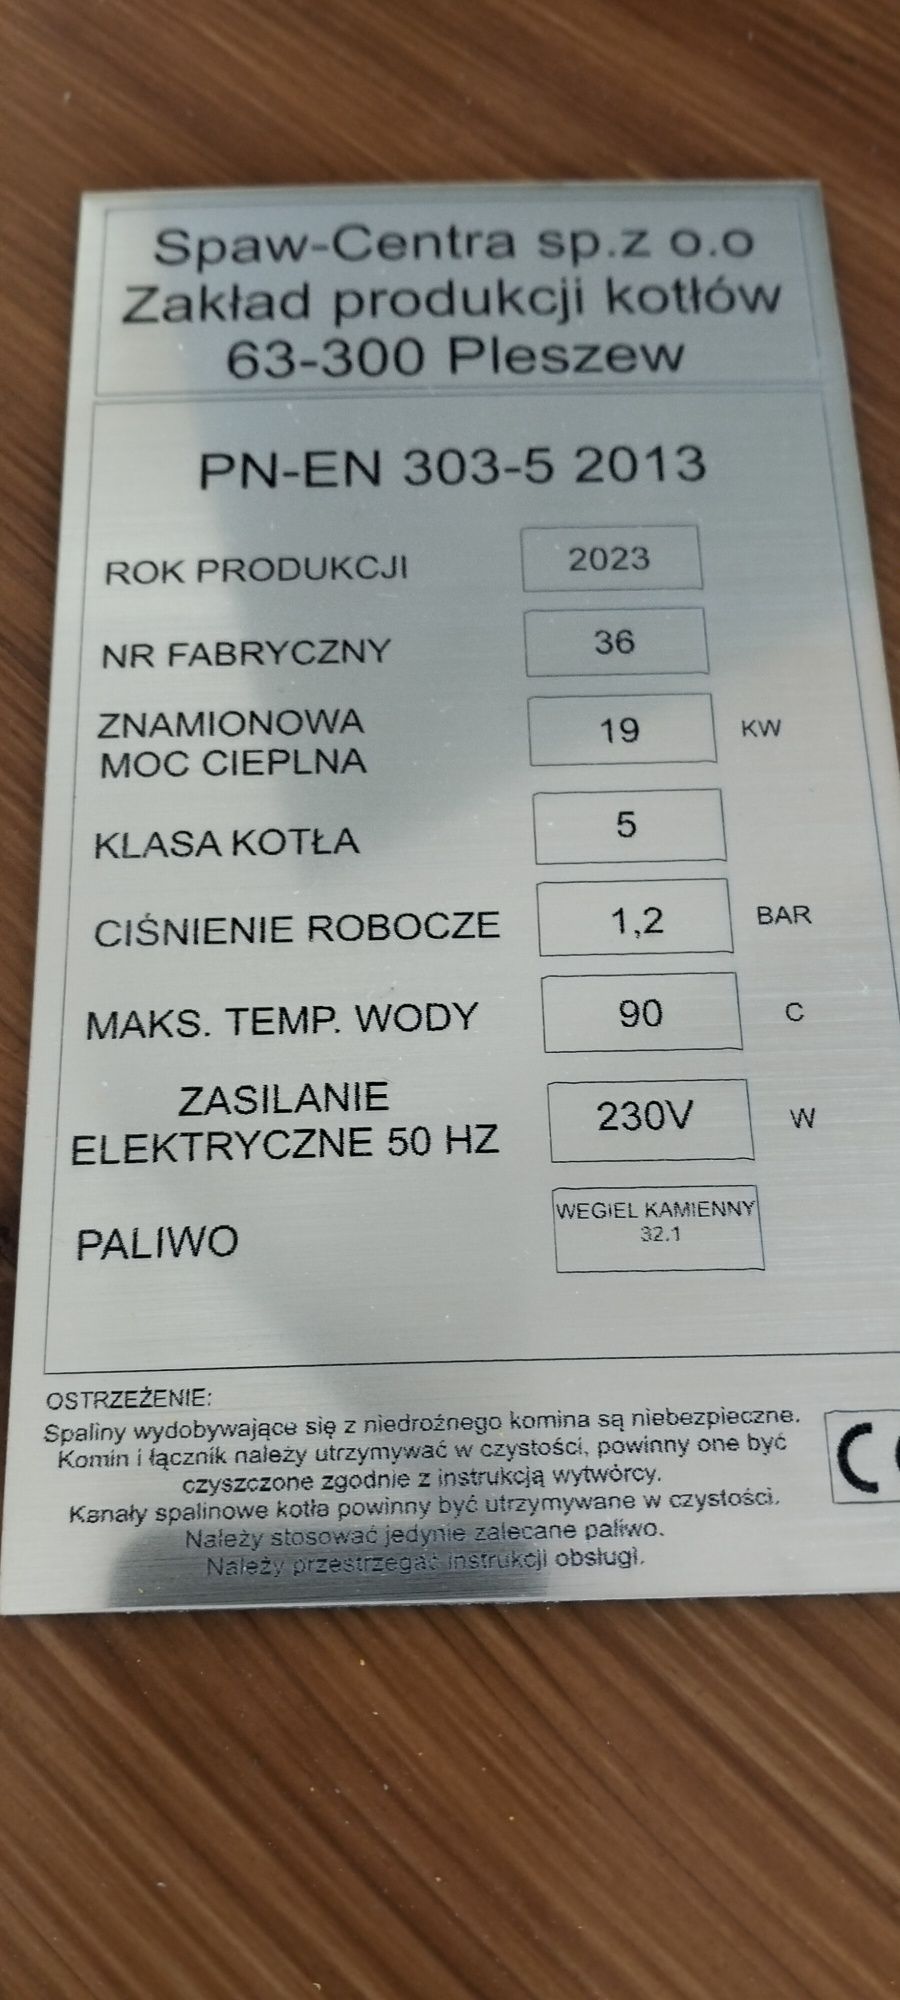 Spaw-Centra sp.z o.o
Zakład produkcji kotłów
63-300 Pleszew
PN-EN 303-5 2013
ROK PRODUKCJI 2023
NR FABRYCZNY 36
ZNAMIONOWA
MOC CIEPLNA 19 KW
KLASA KOTŁA 5
CIŚNIENIE ROBOCZE 1,2 BAR
MAKS. TEMP. WODY 90 C
ZASILANIE
ELEKTRYCZNE 50 HZ 230V W
PALIWO WEGIEL KAMIENNY
32.1
OSTRZEŻENIE:
Spaliny wydobywające się z niedrożnego komina są niebezpieczne.
Komin i łącznik należy utrzymywać w czystości, powinny one być
czyszczone zgodnie z instrukcją wytwórcy.
Kanały spalinowe kotła powinny być utrzymywane w czystości.
Należy stosować jedynie zalecane paliwo.
Należy przestrzegać instrukcji obsługi.